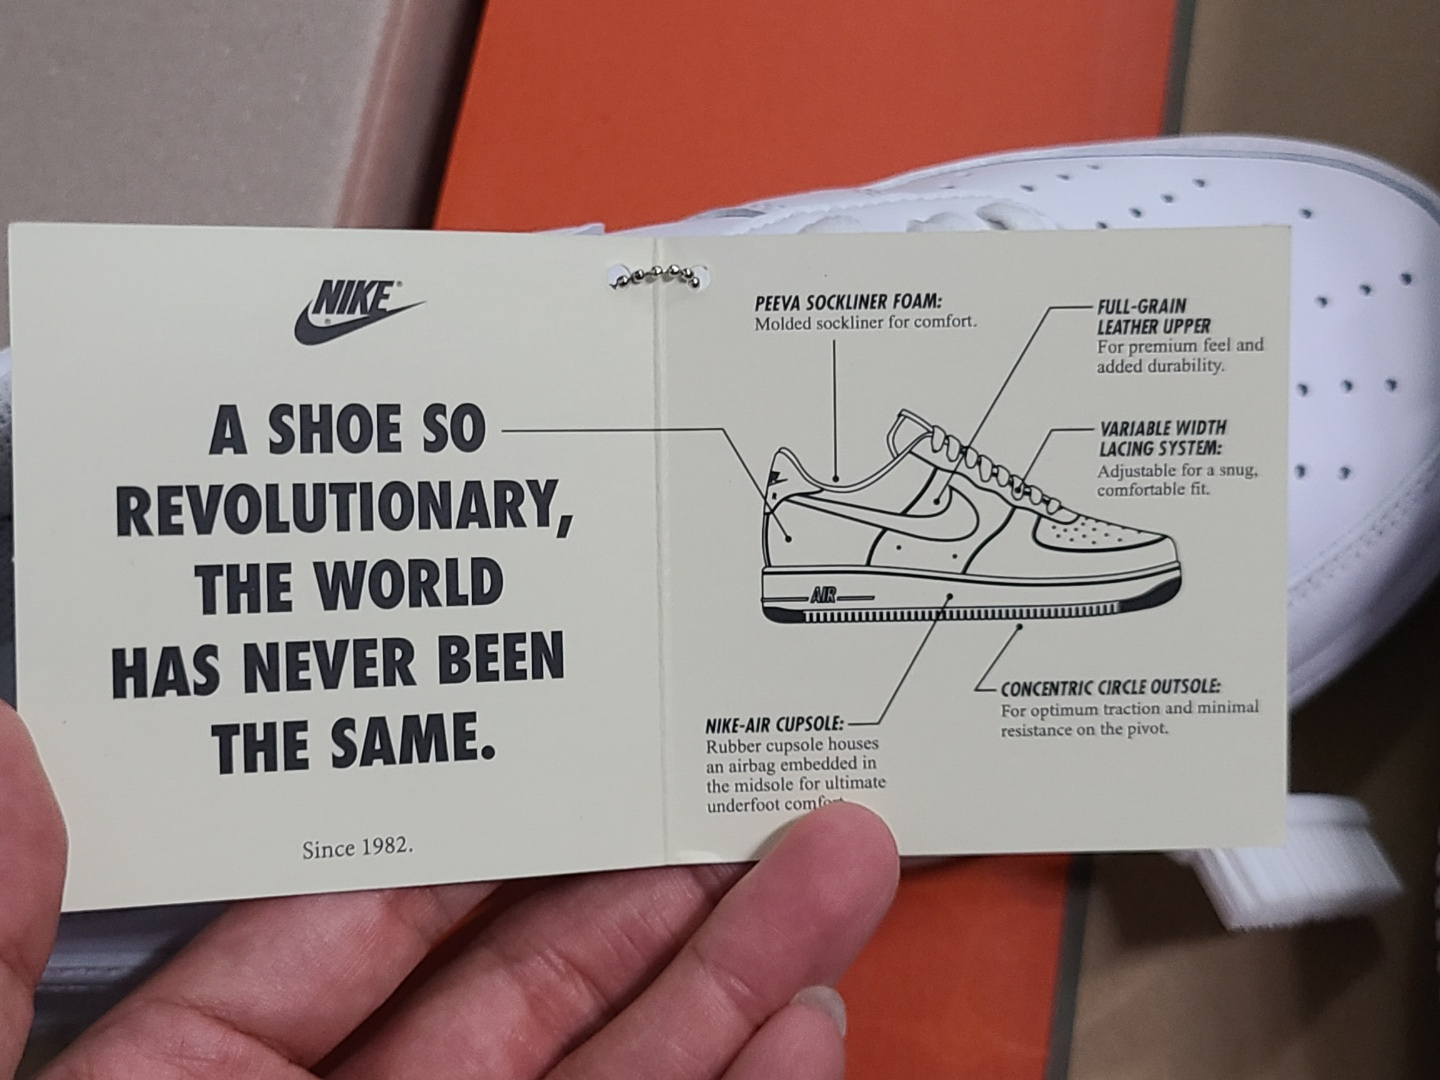 NIKE
A SHOE SO
REVOLUTIONARY,
THE WORLD
HAS NEVER BEEN
THE SAME.
Since 1982.
PEEVA SOCKLINER FOAM:
Molded sockliner for comfort.
FULL-GRAIN
LEATHER UPPER
For premium feel and
added durability.
VARIABLE WIDTH
LACING SYSTEM:
Adjustable for a snug,
comfortable fit.
AIR
CONCENTRIC CIRCLE OUTSOLE:
For optimum traction and minimal
resistance on the pivot.
NIKE-AIR CUPSOLE:
Rubber cupsole houses
an airbag embedded in
the midsole for ultimate
underfoot comfort.